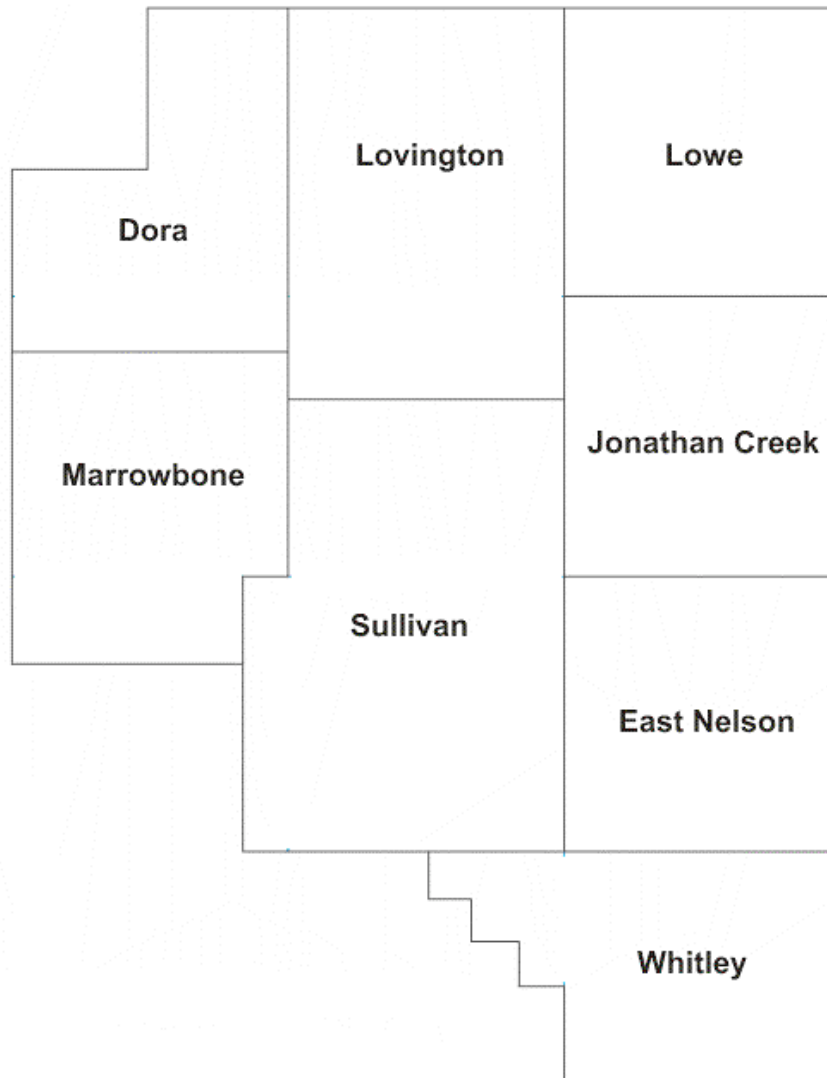 Lovington
Lowe
Dora
Jonathan Creek
Marrowbone
Sullivan
East Nelson
Whitley